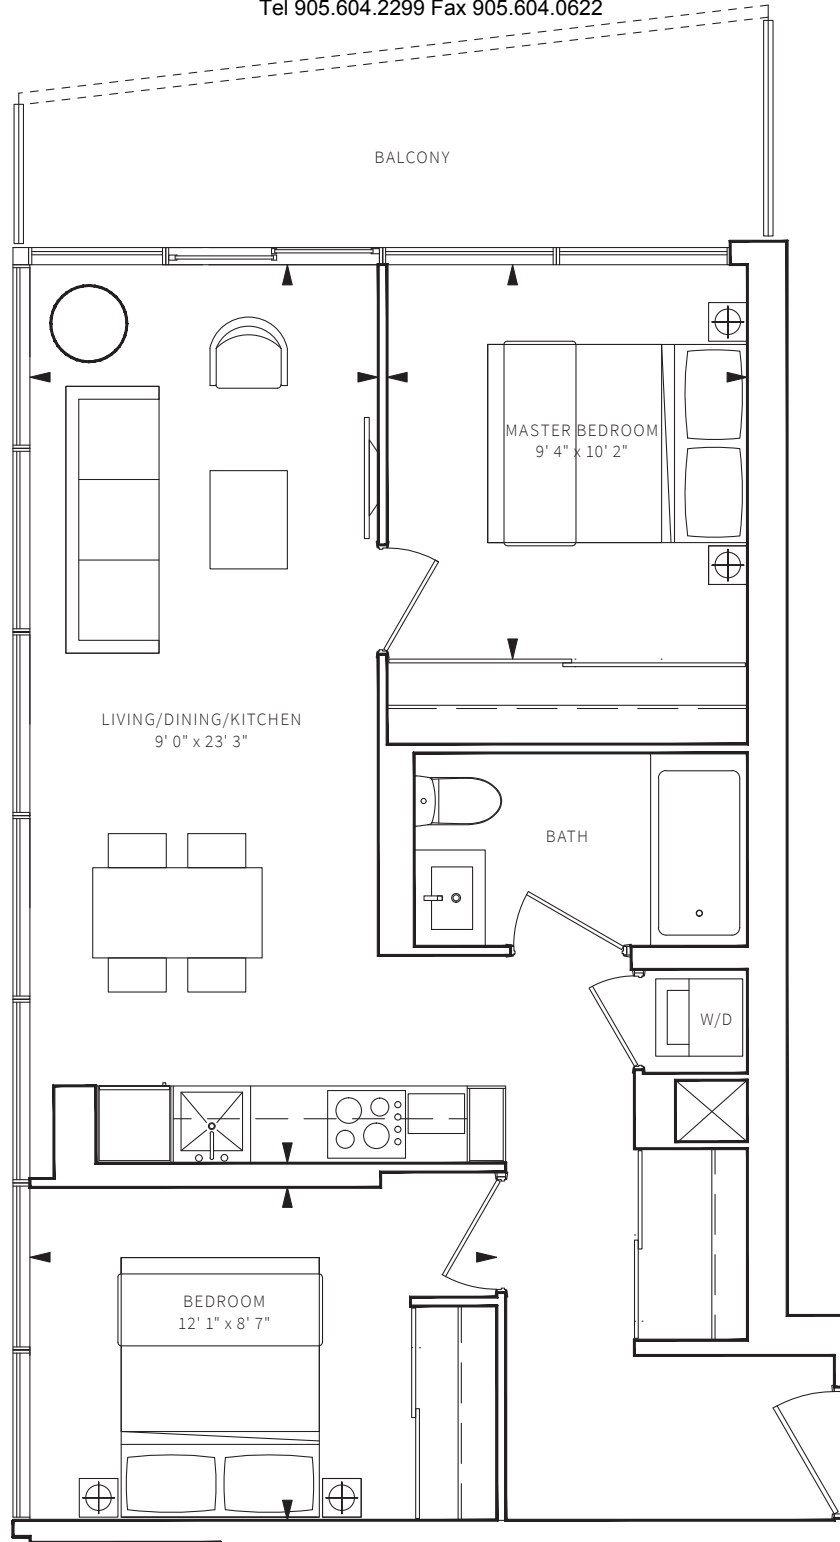 Tel 905.604.2299 Fax 905.604.0622
BALCONY
MASTER BEDROOM
9' 4" x 10' 2"
LIVING/DINING/KITCHEN
9' 0" x 23' 3"
BATH
W/D
BEDROOM
12' 1" x 8' 7"